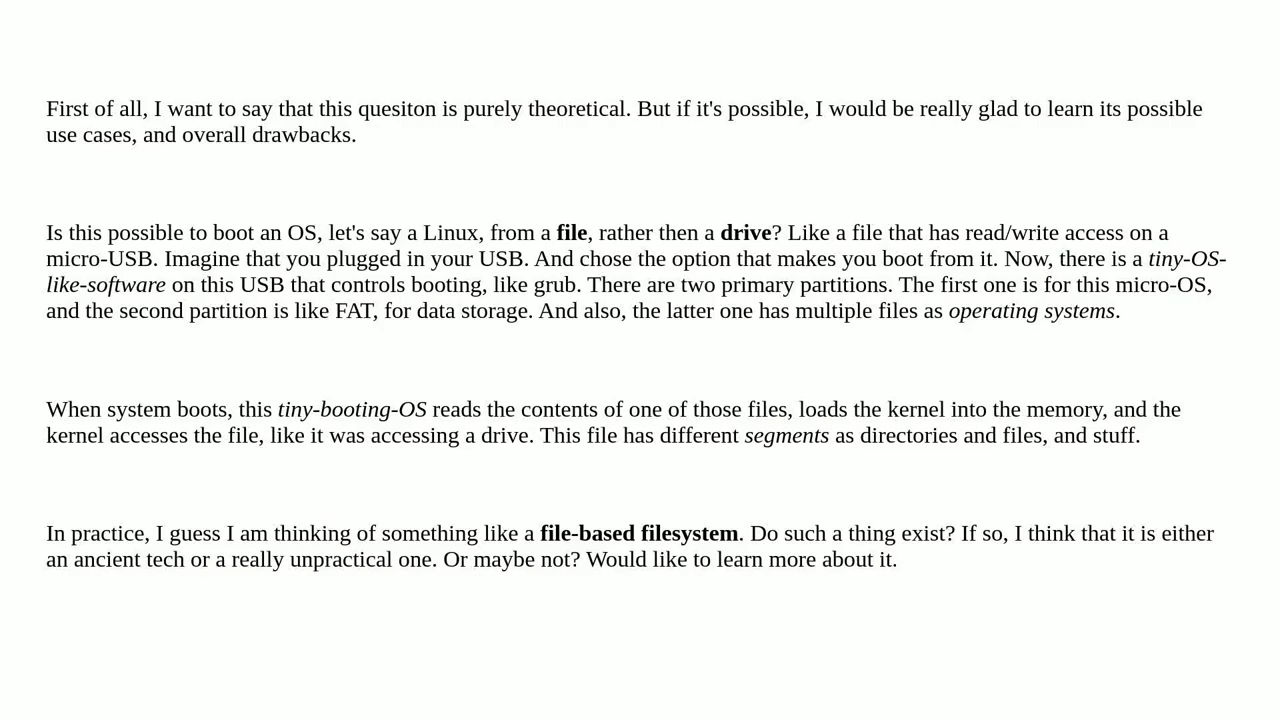 First of all, I want to say that this quesiton is purely theoretical. But if it's possible, I would be really glad to learn its possible
use cases, and overall drawbacks.
Is this possible to boot an OS, let's say a Linux, from a file, rather then a drive? Like a file that has read/write access on a
micro-USB. Imagine that you plugged in your USB. And chose the option that makes you boot from it. Now, there is a tiny-OS-
like-software on this USB that controls booting, like grub. There are two primary partitions. The first one is for this micro-OS,
and the second partition is like FAT, for data storage. And also, the latter one has multiple files as operating systems.
When system boots, this tiny-booting-OS reads the contents of one of those files, loads the kernel into the memory, and the
kernel accesses the file, like it was accessing a drive. This file has different segments as directories and files, and stuff.
In practice, I guess I am thinking of something like a file-based filesystem. Do such a thing exist? If so, I think that it is either
an ancient tech or a really unpractical one. Or maybe not? Would like to learn more about it.